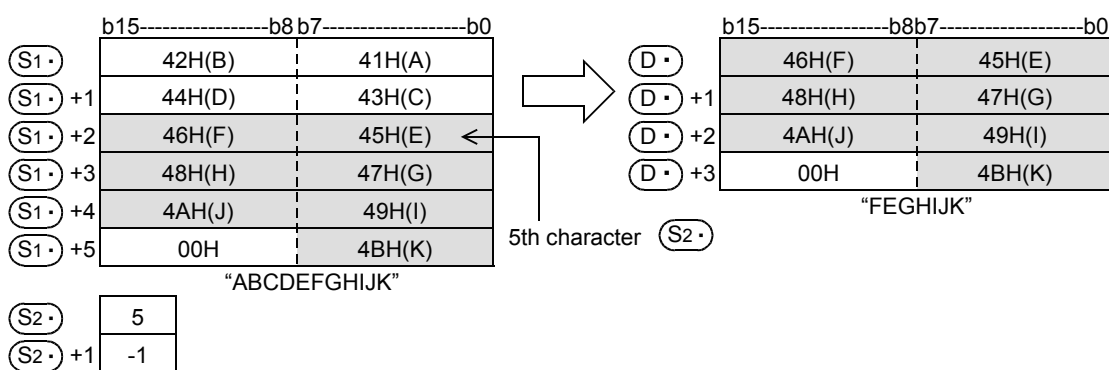 b15-----------------b8 b7--------------------b0 b15-----------------b8b7--------------------b0
S1· 42H(B) 41H(A) D· 46H(F) 45H(E)
S1· +1 44H(D) 43H(C) D· +1 48H(H) 47H(G)
S1· +2 46H(F) 45H(E) D· +2 4AH(J) 49H(I)
S1· +3 48H(H) 47H(G) D· +3 00H 4BH(K)
S1· +4 4AH(J) 49H(I) “FEGHIJK”
S1· +5 00H 4BH(K) 5th character S2·
“ABCDEFGHIJK”
S2· 5
S2· +1 -1